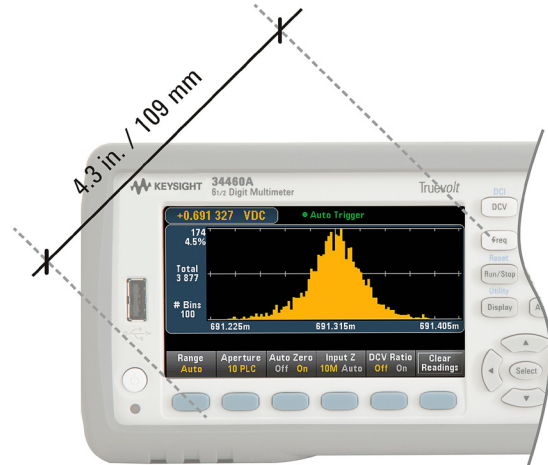 4.3 in. / 109 mm
KEYSIGHT 34460A
6 1/2 Digit Multimeter
Truevolt
DCI
DCV
Freq
Reset
Run/Stop
Utility
Display
+0.691 327 VDC
Auto Trigger
174
4.5%
Total
3 877
# Bins
100
691.225m 691.315m 691.405m
Range Aperture Auto Zero Input Z DCV Ratio Clear
Auto 10 PLC Off On 10M Auto Off On Readings
Select